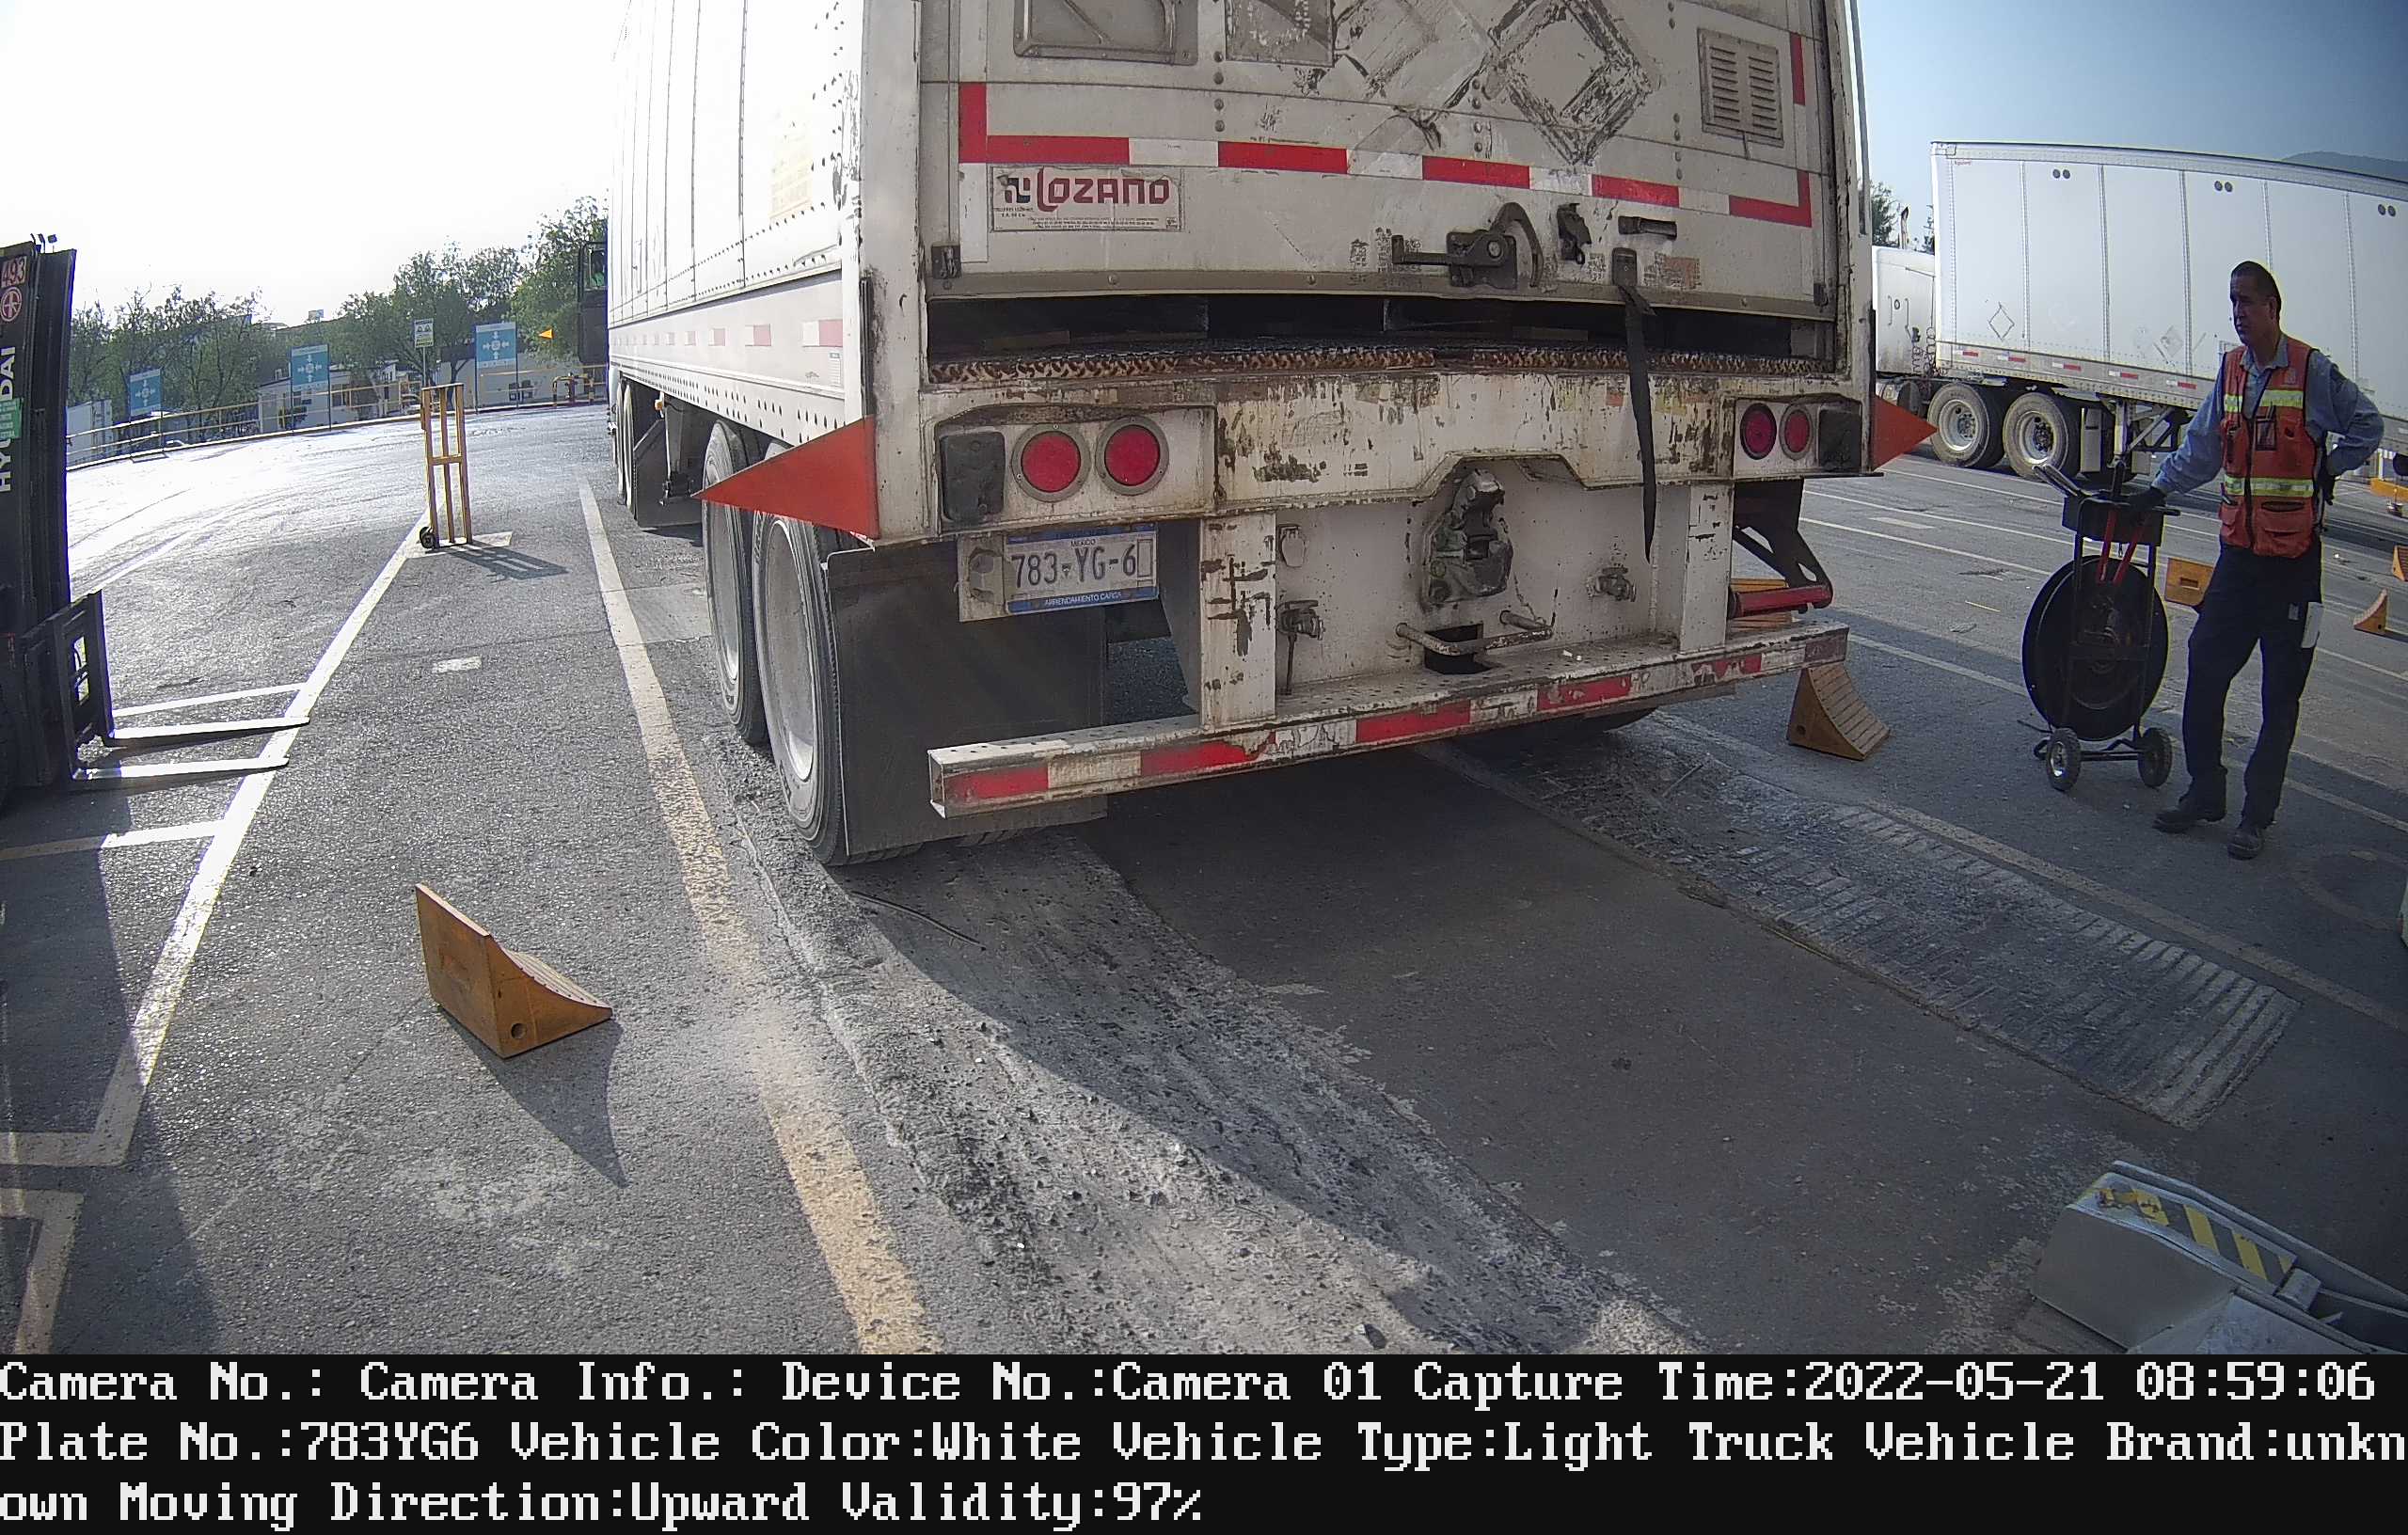 LOZANO
493
HYUNDAI
MEXICO
783-YG-6
ARRENDAMIENTO CARGA
Camera No.: Camera Info.: Device No.:Camera 01 Capture Time:2022-05-21 08:59:06
Plate No.:783YG6 Vehicle Color:White Vehicle Type:Light Truck Vehicle Brand:unkn
own Moving Direction:Upward Validity:97%